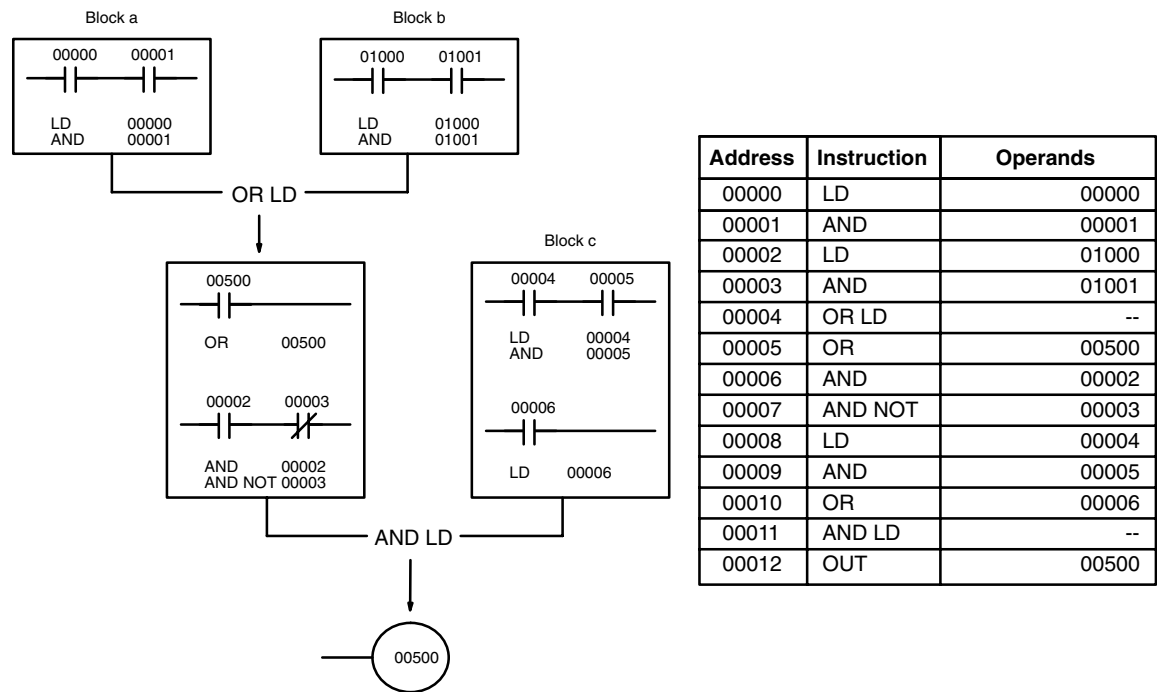 Block a
00000 00001
LD 00000
AND 00001
Block b
01000 01001
LD 01000
AND 01001
OR LD
00500
OR 00500
00002 00003
AND 00002
AND NOT 00003
Block c
00004 00005
LD 00004
AND 00005
00006
LD 00006
AND LD
00500
Address Instruction Operands
00000 LD 00000
00001 AND 00001
00002 LD 01000
00003 AND 01001
00004 OR LD --
00005 OR 00500
00006 AND 00002
00007 AND NOT 00003
00008 LD 00004
00009 AND 00005
00010 OR 00006
00011 AND LD --
00012 OUT 00500